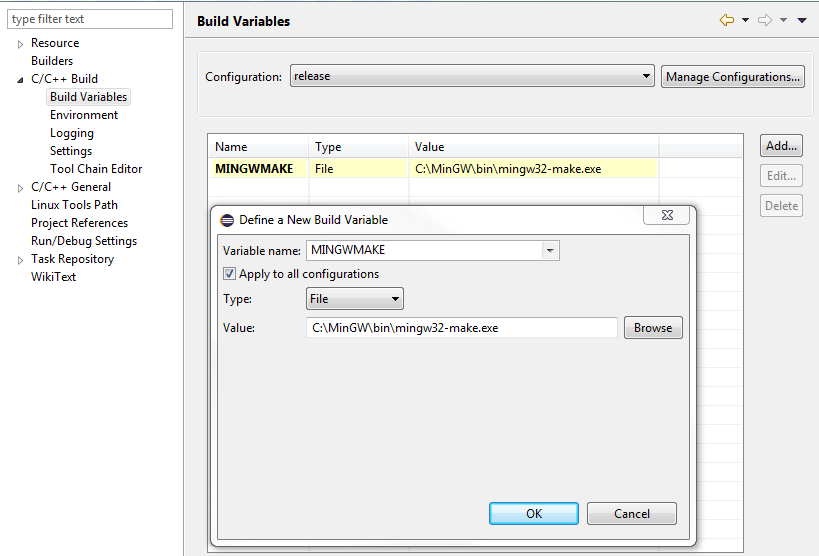 type filter text
Resource
Builders
C/C++ Build
Build Variables
Environment
Logging
Settings
Tool Chain Editor
C/C++ General
Linux Tools Path
Project References
Run/Debug Settings
Task Repository
WikiText
Build Variables
Configuration: release Manage Configurations...
Name Type Value
MINGWMAKE File C:\MinGW\bin\mingw32-make.exe
Add...
Edit...
Delete
Define a New Build Variable
Variable name: MINGWMAKE
Apply to all configurations
Type: File
Value: C:\MinGW\bin\mingw32-make.exe Browse
OK Cancel